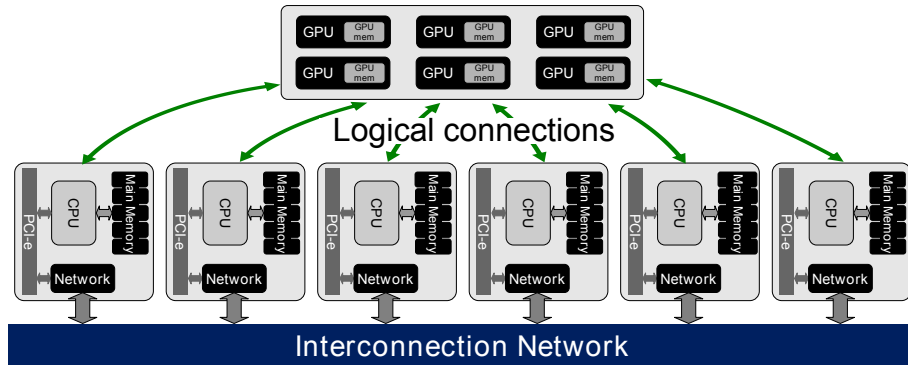 GPU GPU mem GPU GPU mem GPU GPU mem
GPU GPU mem GPU GPU mem GPU GPU mem
Logical connections
PCI-e CPU Main Memory Network
PCI-e CPU Main Memory Network
PCI-e CPU Main Memory Network
PCI-e CPU Main Memory Network
PCI-e CPU Main Memory Network
PCI-e CPU Main Memory Network
Interconnection Network